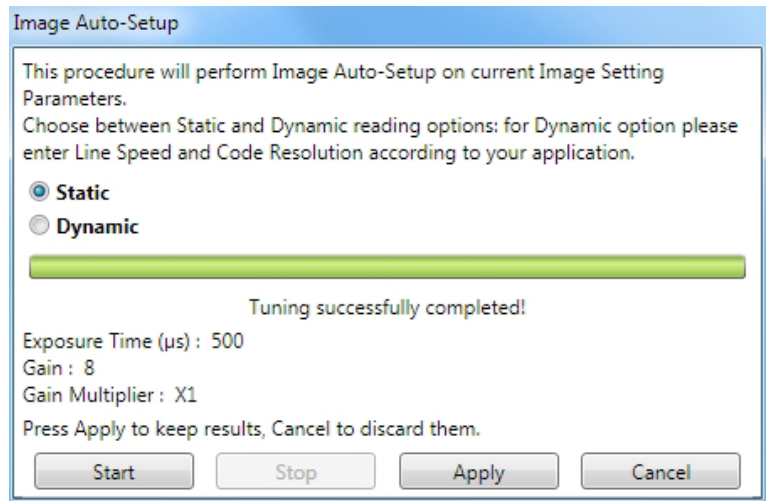 Image Auto-Setup
This procedure will perform Image Auto-Setup on current Image Setting
Parameters.
Choose between Static and Dynamic reading options: for Dynamic option please
enter Line Speed and Code Resolution according to your application.
Static
Dynamic
Tuning successfully completed!
Exposure Time (µs) : 500
Gain : 8
Gain Multiplier : X1
Press Apply to keep results, Cancel to discard them.
Start Stop Apply Cancel